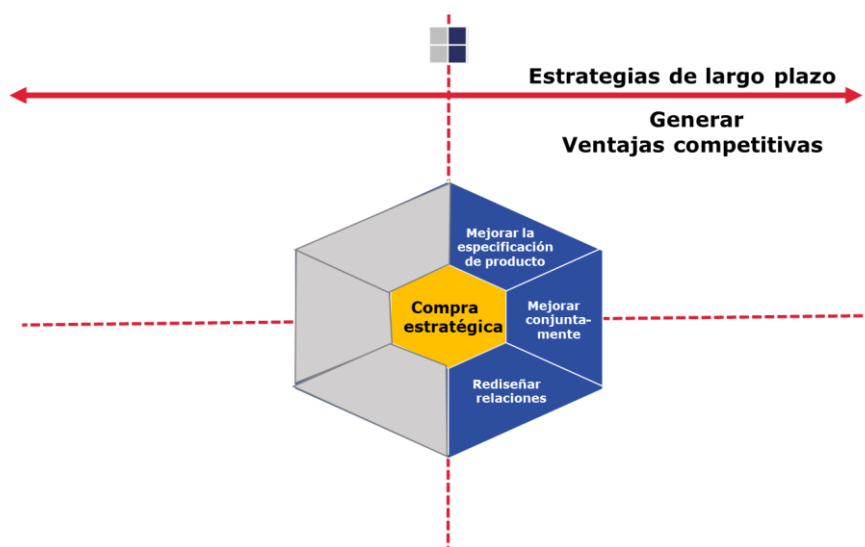 Estrategias de largo plazo
Generar
Ventajas competitivas
Mejorar la
especificación
de producto
Compra
estratégica
Mejorar
conjunta-
mente
Rediseñar
relaciones